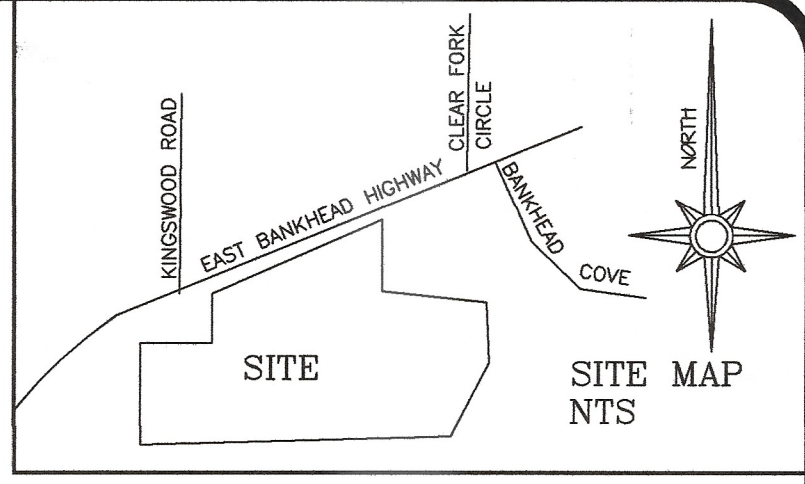 KINGSWOOD ROAD
EAST BANKHEAD HIGHWAY
CLEAR FORK
CIRCLE
BANKHEAD
COVE
NORTH
SITE
SITE MAP
NTS